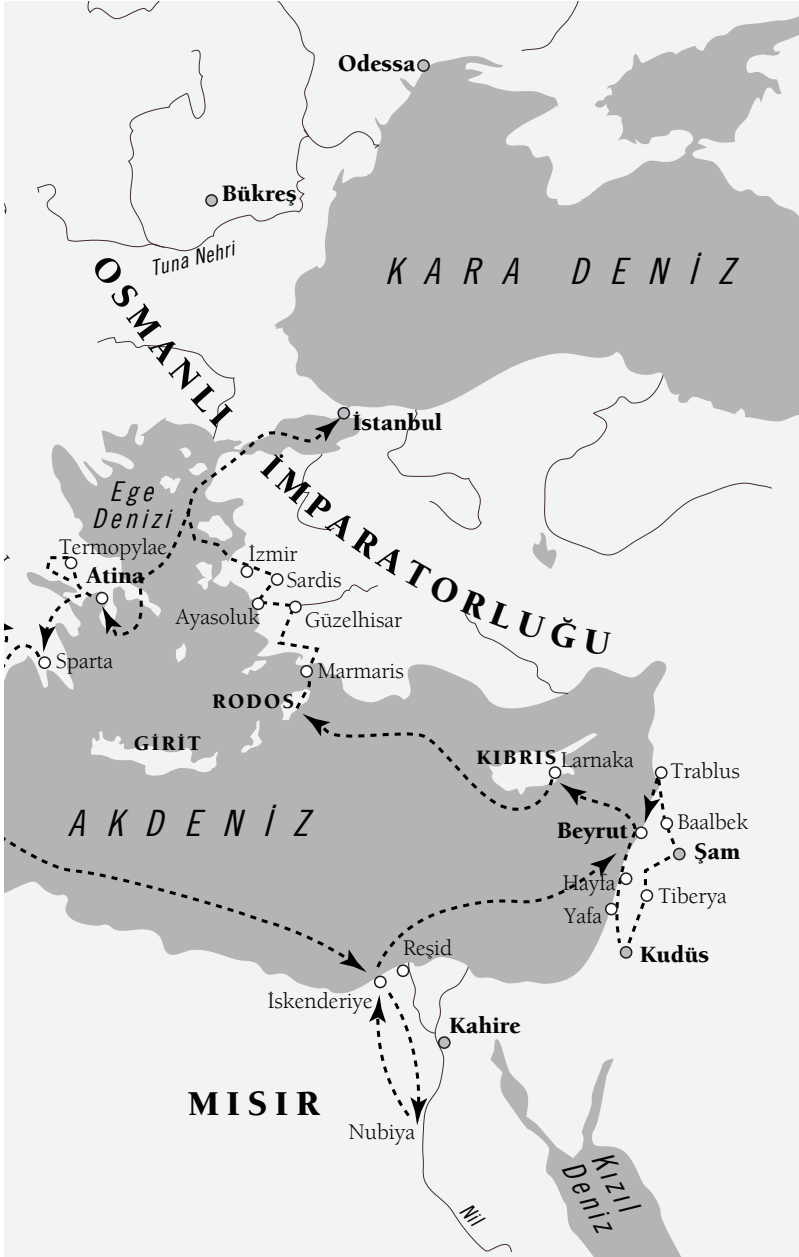 Odessa
Bükreş
Tuna Nehri
KARA DENİZ
OSMANLI
İMPARATORLUĞU
İstanbul
Ege
Denizi
Termopylae
Atina
İzmir
Sardis
Ayasoluk
Güzelhisar
Sparta
Marmaris
RODOS
GİRİT
KIBRIS
Larnaka
Trablus
AKDENİZ
Beyrut
Baalbek
Şam
Hayfa
Tiberya
Yafa
Kudüs
Reşid
İskenderiye
Kahire
MISIR
Nubiya
Kızıl
Deniz
Nil